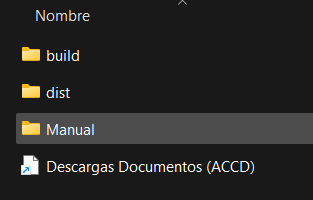 Nombre
build
dist
Manual
Descargas Documentos (ACCD)